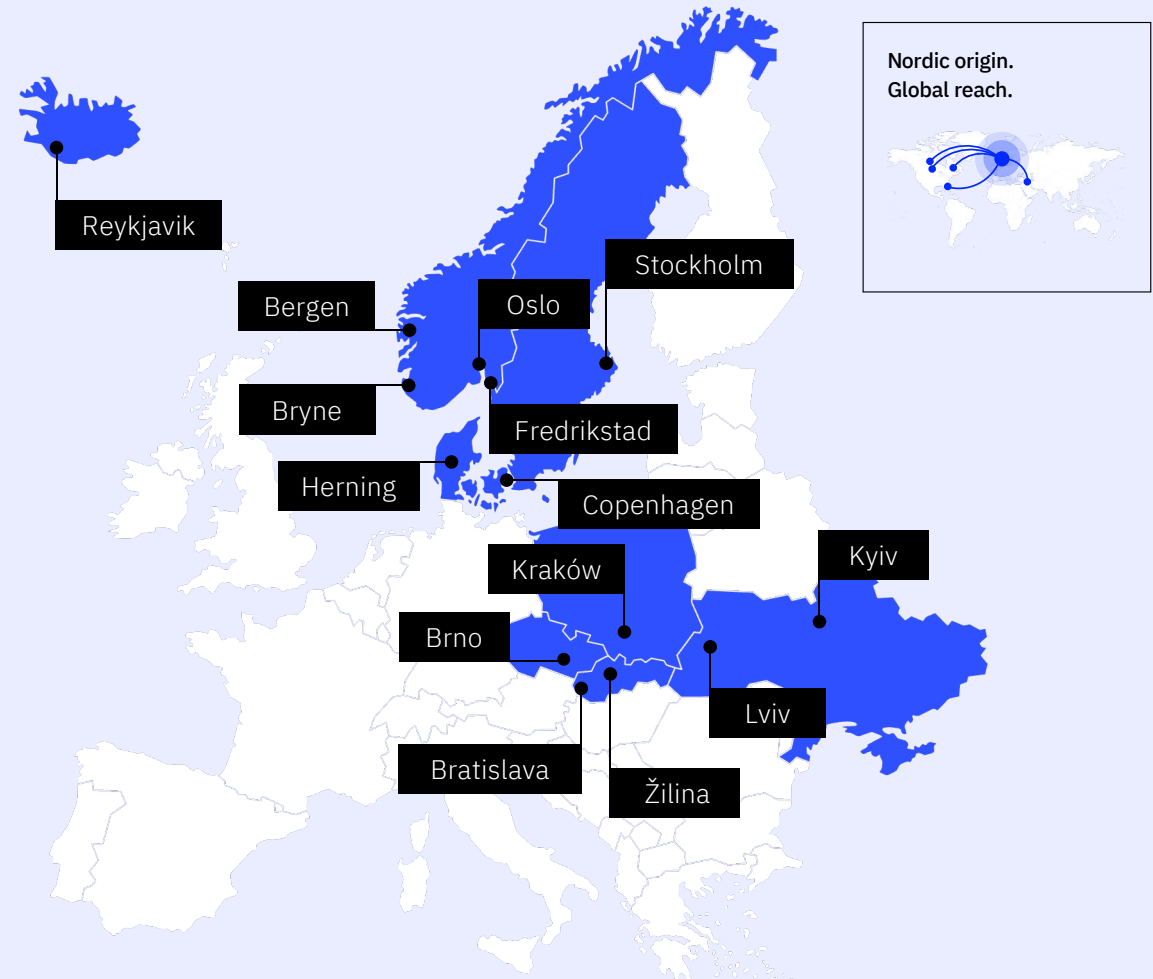 Nordic origin.
Global reach.
Reykjavik
Stockholm
Bergen
Oslo
Bryne
Fredrikstad
Herning
Copenhagen
Kraków
Kyiv
Brno
Lviv
Bratislava
Žilina